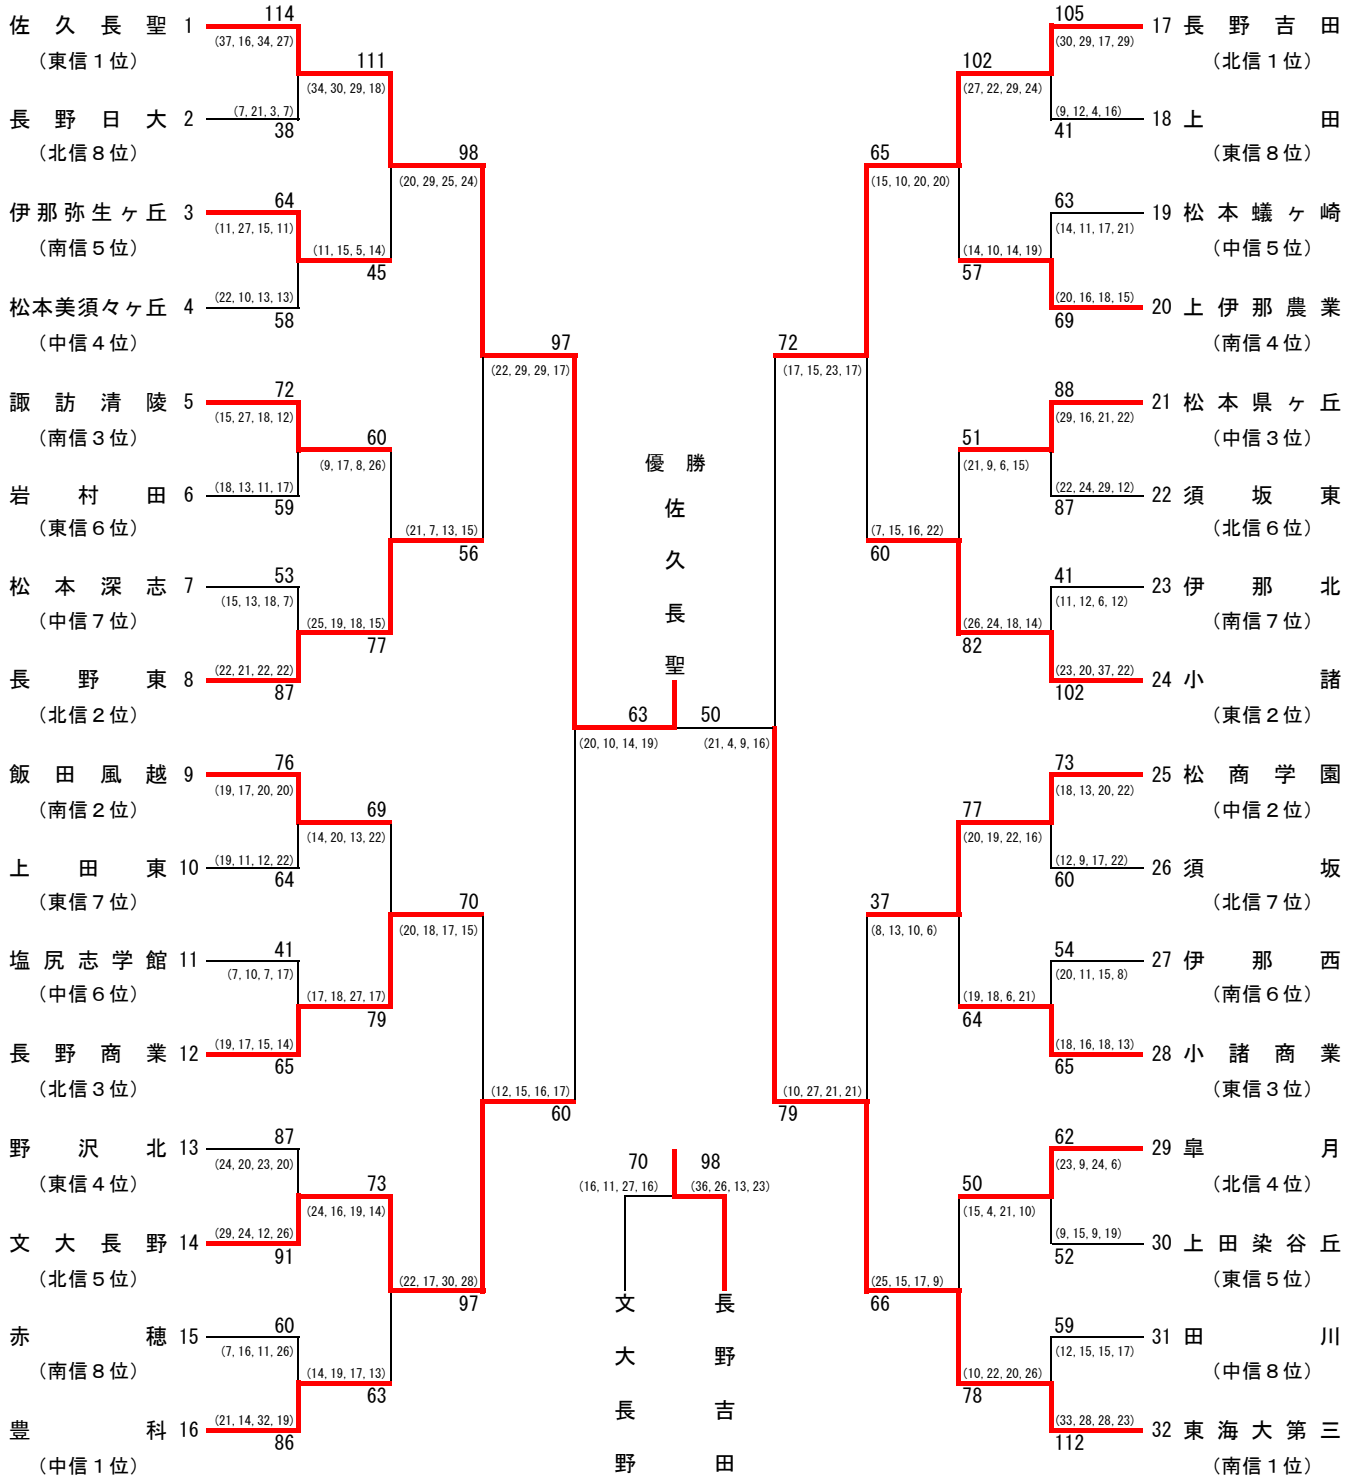 佐久長聖 1 114
(37, 16, 34, 27)
(東信1位)
111
(34, 30, 29, 18)
長野日大 2 (7, 21, 3, 7)
38
(北信8位)
98
(20, 29, 25, 24)
伊那弥生ヶ丘 3 64
(11, 27, 15, 11)
(南信5位)
(11, 15, 5, 14)
45
松本美須々ヶ丘 4 (22, 10, 13, 13)
58
(中信4位)
97
(22, 29, 29, 17)
諏訪清陵 5 72
(15, 27, 18, 12)
(南信3位)
60
(9, 17, 8, 26)
岩村田 6 (18, 13, 11, 17)
59
(東信6位)
(21, 7, 13, 15)
56
松本深志 7 53
(15, 13, 18, 7)
(中信7位)
(25, 19, 18, 15)
77
長野東 8 (22, 21, 22, 22)
87
(北信2位)
63
(20, 10, 14, 19)
飯田風越 9 76
(19, 17, 20, 20)
(南信2位)
69
(14, 20, 13, 22)
上田東 10 (19, 11, 12, 22)
64
(東信7位)
70
(20, 18, 17, 15)
塩尻志学館 11 41
(7, 10, 7, 17)
(中信6位)
(17, 18, 27, 17)
79
長野商業 12 (19, 17, 15, 14)
65
(北信3位)
(12, 15, 16, 17)
60
野沢北 13 87
(24, 20, 23, 20)
(東信4位)
73
(24, 16, 19, 14)
文大長野 14 (29, 24, 12, 26)
91
(北信5位)
(22, 17, 30, 28)
97
赤穂 15 60
(7, 16, 11, 26)
(南信8位)
(14, 19, 17, 13)
63
豊科 16 (21, 14, 32, 19)
86
(中信1位)
優勝
佐久長聖
50
(21, 4, 9, 16)
70
(16, 11, 27, 16)
98
(36, 26, 13, 23)
文大長野
長野吉田
105 17 長野吉田
(30, 29, 17, 29)
(北信1位)
102
(27, 22, 29, 24)
(9, 12, 4, 16) 18 上田
41
(東信8位)
65
(15, 10, 20, 20)
63 19 松本蟻ヶ崎
(14, 11, 17, 21)
(中信5位)
(14, 10, 14, 19)
57
(20, 16, 18, 15) 20 上伊那農業
69
(南信4位)
72
(17, 15, 23, 17)
88 21 松本県ヶ丘
(29, 16, 21, 22)
(中信3位)
51
(21, 9, 6, 15)
(22, 24, 29, 12) 22 須坂東
87
(北信6位)
(7, 15, 16, 22)
60
41 23 伊那北
(11, 12, 6, 12)
(南信7位)
(26, 24, 18, 14)
82
(23, 20, 37, 22) 24 小諸
102
(東信2位)
73 25 松商学園
(18, 13, 20, 22)
(中信2位)
77
(20, 19, 22, 16)
(12, 9, 17, 22) 26 須坂
60
(北信7位)
37
(8, 13, 10, 6)
54 27 伊那西
(20, 11, 15, 8)
(南信6位)
(19, 18, 6, 21)
64
(18, 16, 18, 13) 28 小諸商業
65
(東信3位)
(10, 27, 21, 21)
79
62 29 皐月
(23, 9, 24, 6)
(北信4位)
50
(15, 4, 21, 10)
(9, 15, 9, 19) 30 上田染谷丘
52
(東信5位)
(25, 15, 17, 9)
66
59 31 田川
(12, 15, 15, 17)
(中信8位)
(10, 22, 20, 26)
78
(33, 28, 28, 23) 32 東海大第三
112
(南信1位)